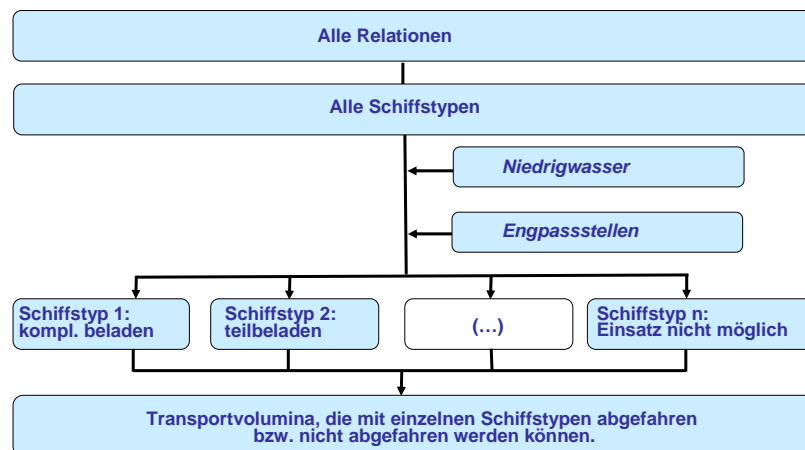 Alle Relationen
Alle Schiffstypen
Niedrigwasser
Engpassstellen
Schiffstyp 1:
kompl. beladen
Schiffstyp 2:
teilbeladen
(…)
Schiffstyp n:
Einsatz nicht möglich
Transportvolumina, die mit einzelnen Schiffstypen abgefahren
bzw. nicht abgefahren werden können.